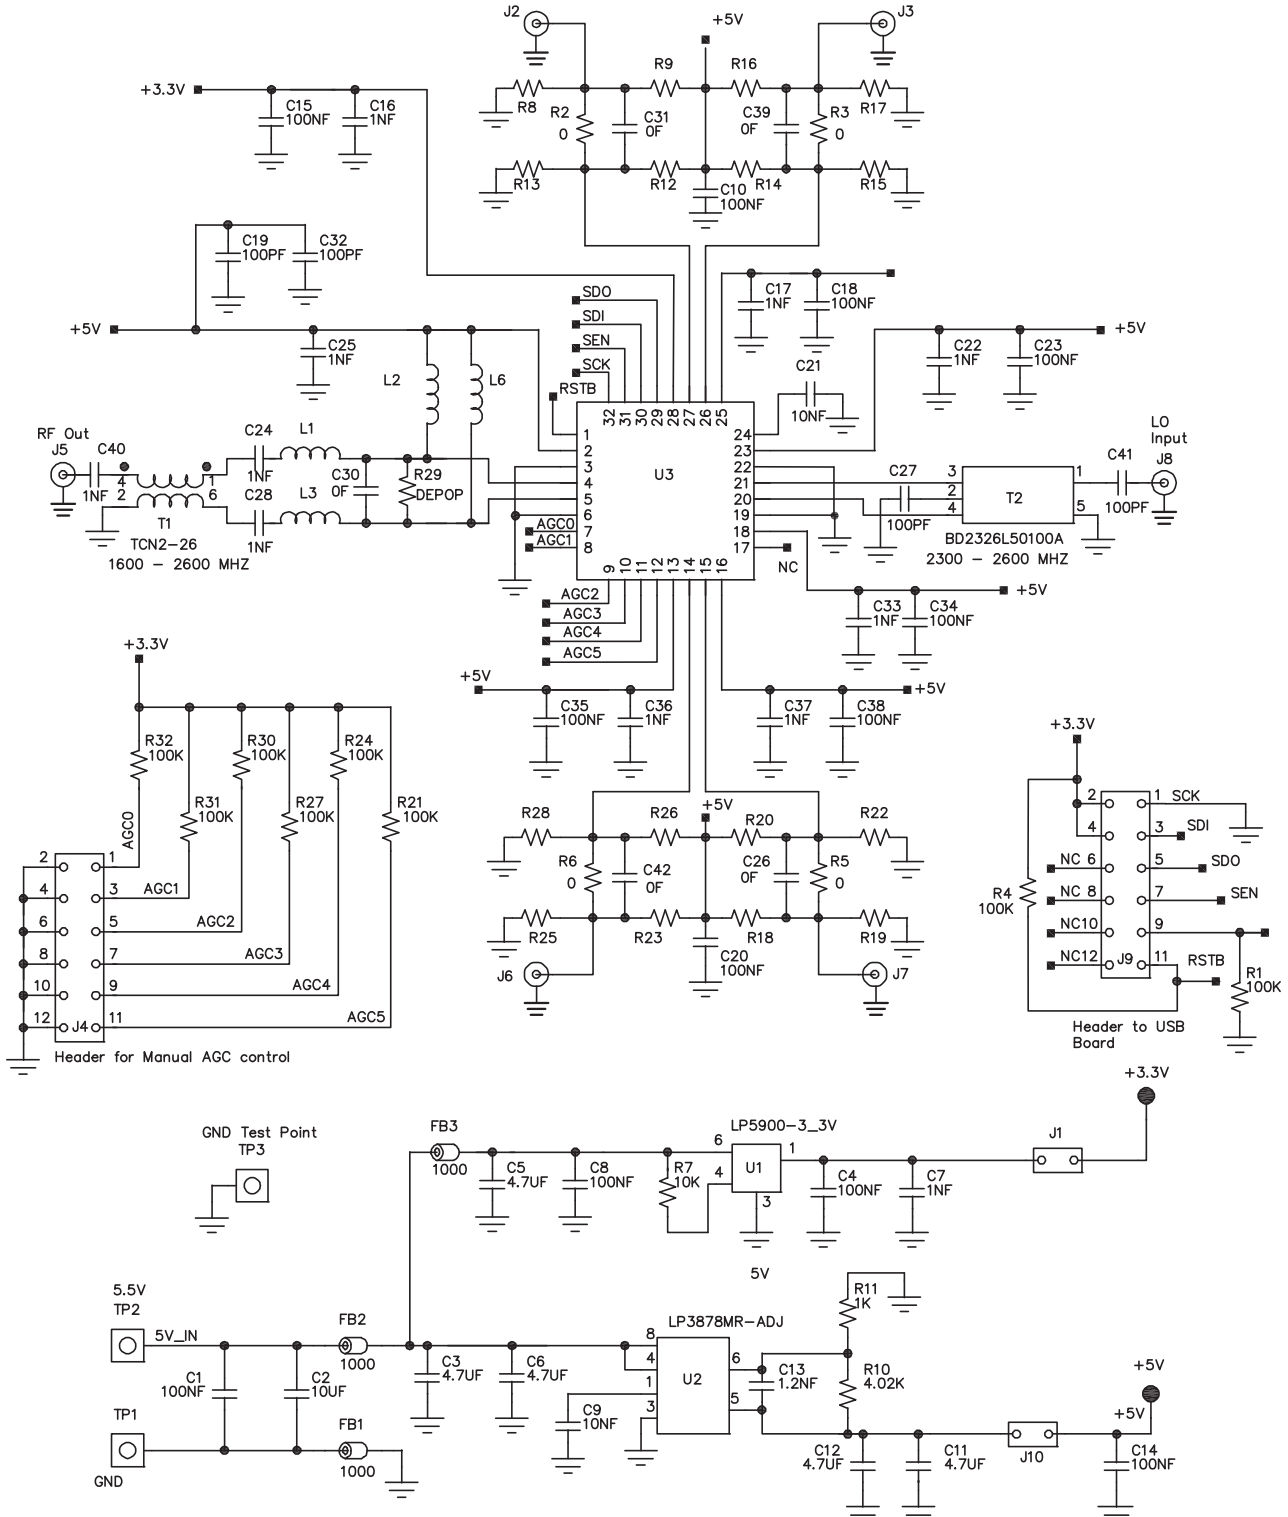 J2
J3
+5V
R9
R16
+3.3V
C15
100NF
C16
1NF
R8
R2
0
C31
0F
C39
0F
R3
0
R17
R13
R12
R14
R15
C10
100NF
C19
100PF
C32
100PF
SDO
SDI
SEN
SCK
RSTB
C17
1NF
C18
100NF
+5V
C25
1NF
L2
L6
C21
10NF
C22
1NF
C23
100NF
+5V
32 31 30 29 28 27 26 25
RF Out
J5
C40
1NF
4
2
1
6
T1
TCN2-26
1600 - 2600 MHZ
C24
1NF
L1
C28
1NF
L3
C30
0F
R29
DEPOP
AGC0
AGC1
1
2
3
4
5
6
7
8
U3
24
23
22
21
20
19
18
17
NC
C27
100PF
3
2
4
T2
1
5
BD2326L50100A
2300 - 2600 MHZ
C41
100PF
LO
Input
J8
9 10 11 12 13 14 15 16
AGC2
AGC3
AGC4
AGC5
C33
1NF
C34
100NF
+5V
+5V
C35
100NF
C36
1NF
C37
1NF
C38
100NF
+5V
+3.3V
R32
100K
R30
100K
R24
100K
R31
100K
R27
100K
R21
100K
AGC0
AGC1
AGC2
AGC3
AGC4
AGC5
2
4
6
8
10
12
1
3
5
7
9
11
J4
Header for Manual AGC control
R28
R26
+5V
R20
R22
R6
0
C42
0F
C26
0F
R5
0
R25
R23
R18
R19
C20
100NF
J6
J7
+3.3V
2
4
NC 6
NC 8
NC10
NC12
1 SCK
3 SDI
5 SDO
7 SEN
9
11 RSTB
J9
R4
100K
R1
100K
Header to USB
Board
+3.3V
GND Test Point
TP3
FB3
1000
C5
4.7UF
C8
100NF
R7
10K
LP5900-3_3V
6
4
U1
1
3
C4
100NF
C7
1NF
J1
5V
5.5V
TP2
5V_IN
C1
100NF
C2
10UF
FB2
1000
TP1
GND
FB1
1000
C3
4.7UF
C6
4.7UF
C9
10NF
LP3878MR-ADJ
8
4
1
3
U2
6
5
C13
1.2NF
R11
1K
R10
4.02K
C12
4.7UF
C11
4.7UF
J10
+5V
+5V
C14
100NF